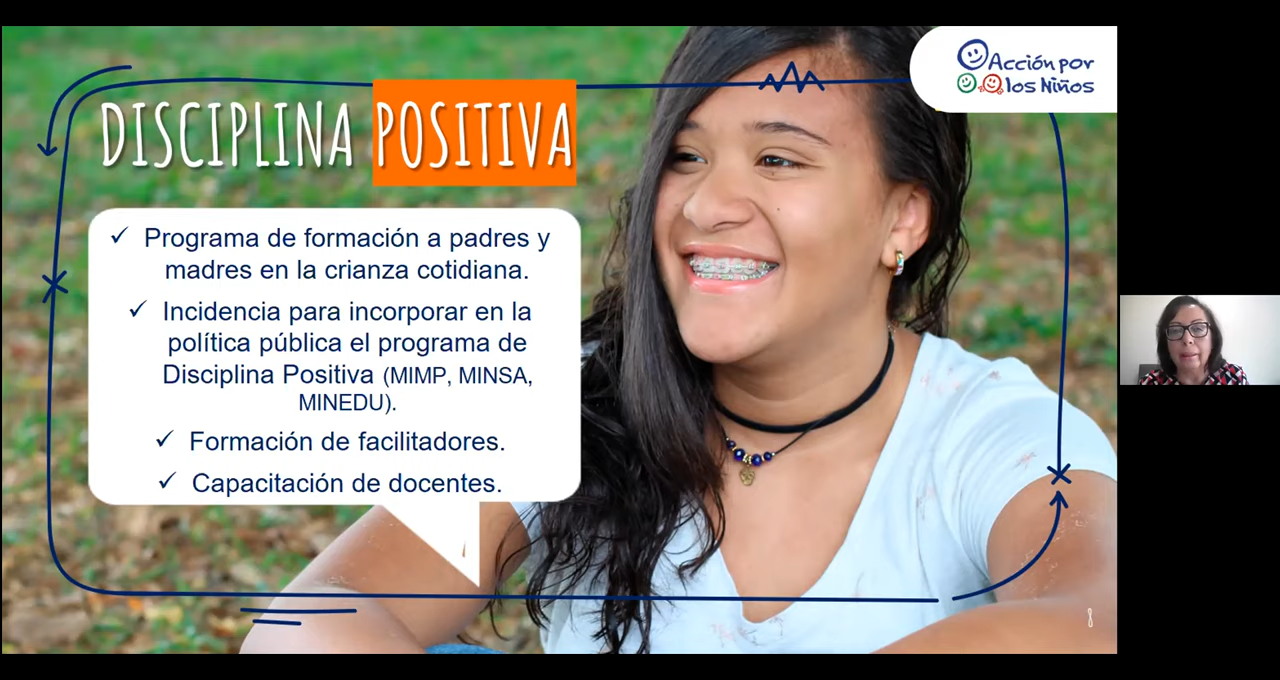 Acción por
los Niños
DISCIPLINA POSITIVA
✓ Programa de formación a padres y
madres en la crianza cotidiana.
✓ Incidencia para incorporar en la
política pública el programa de
Disciplina Positiva (MIMP, MINSA,
MINEDU).
✓ Formación de facilitadores.
✓ Capacitación de docentes.
8